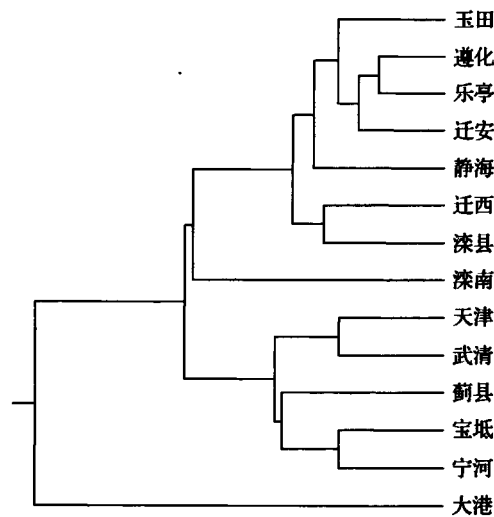 玉田
遵化
乐亭
迁安
静海
迁西
滦县
滦南
天津
武清
蓟县
宝坻
宁河
大港